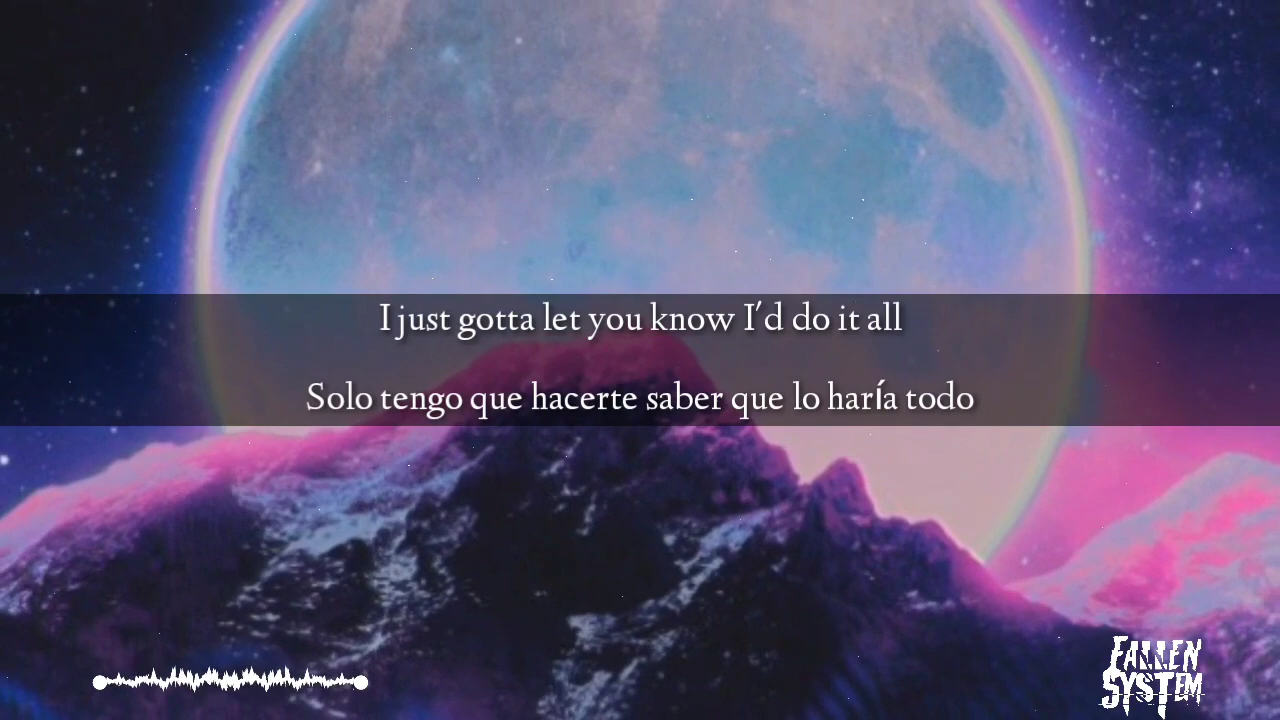 I just gotta let you know I'd do it all
Solo tengo que hacerte saber que lo haría todo
FALLEN
SYSTEM